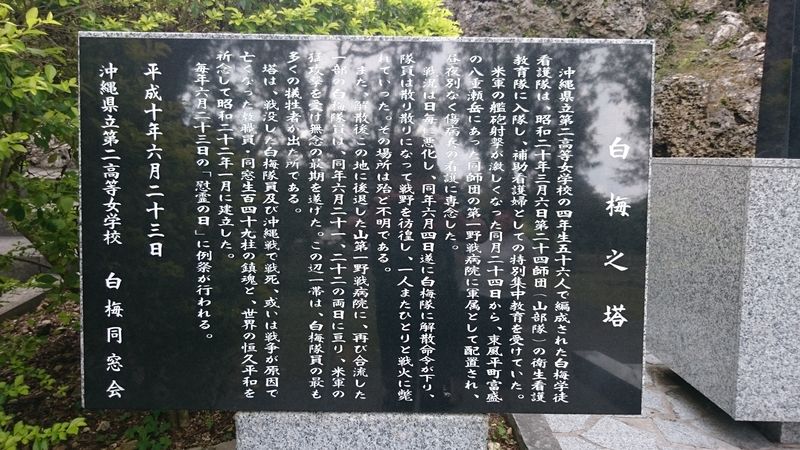 白梅之塔
沖縄県立第二高等女学校の四年生五十六人で編成された白梅学徒
看護隊は、昭和二十年三月六日第二十四師団(山部隊)の衛生看護
教育隊に入隊し、補助看護婦としての特別集中教育を受けていた。
米軍の艦砲射撃が激しくなった同月二十四日から、東風平町富盛
の八重瀬岳にあった同師団の第一野戦病院に軍属として配置され、
昼夜別なく傷病兵の看護に専念した。
戦況は日毎に悪化し、同年六月四日遂に白梅隊に解散命令が下り、
隊員は散り散りになって戦野を彷徨し、一人またひとりと戦火に斃
れていった。その場所は殆ど不明である。
また、解散後この地に後退した山第一野戦病院に、再び合流した
一部の白梅隊員は、同年六月二十一、二十二の両日に亘り、米軍の
猛攻撃を受け無念の最期を遂げた。この辺一帯は、白梅隊員の最も
多くの犠牲者が出た所である。
塔は、戦没した白梅隊員及び沖縄戦で戦死、或いは戦争が原因で
亡くなった教職員、同窓生百四十九柱の鎮魂と、世界の恒久平和を
祈念して昭和二十二年一月に建立した。
毎年六月二十三日の「慰霊の日」に例祭が行われる。
平成十年六月二十三日
沖縄県立第二高等女学校 白梅同窓会